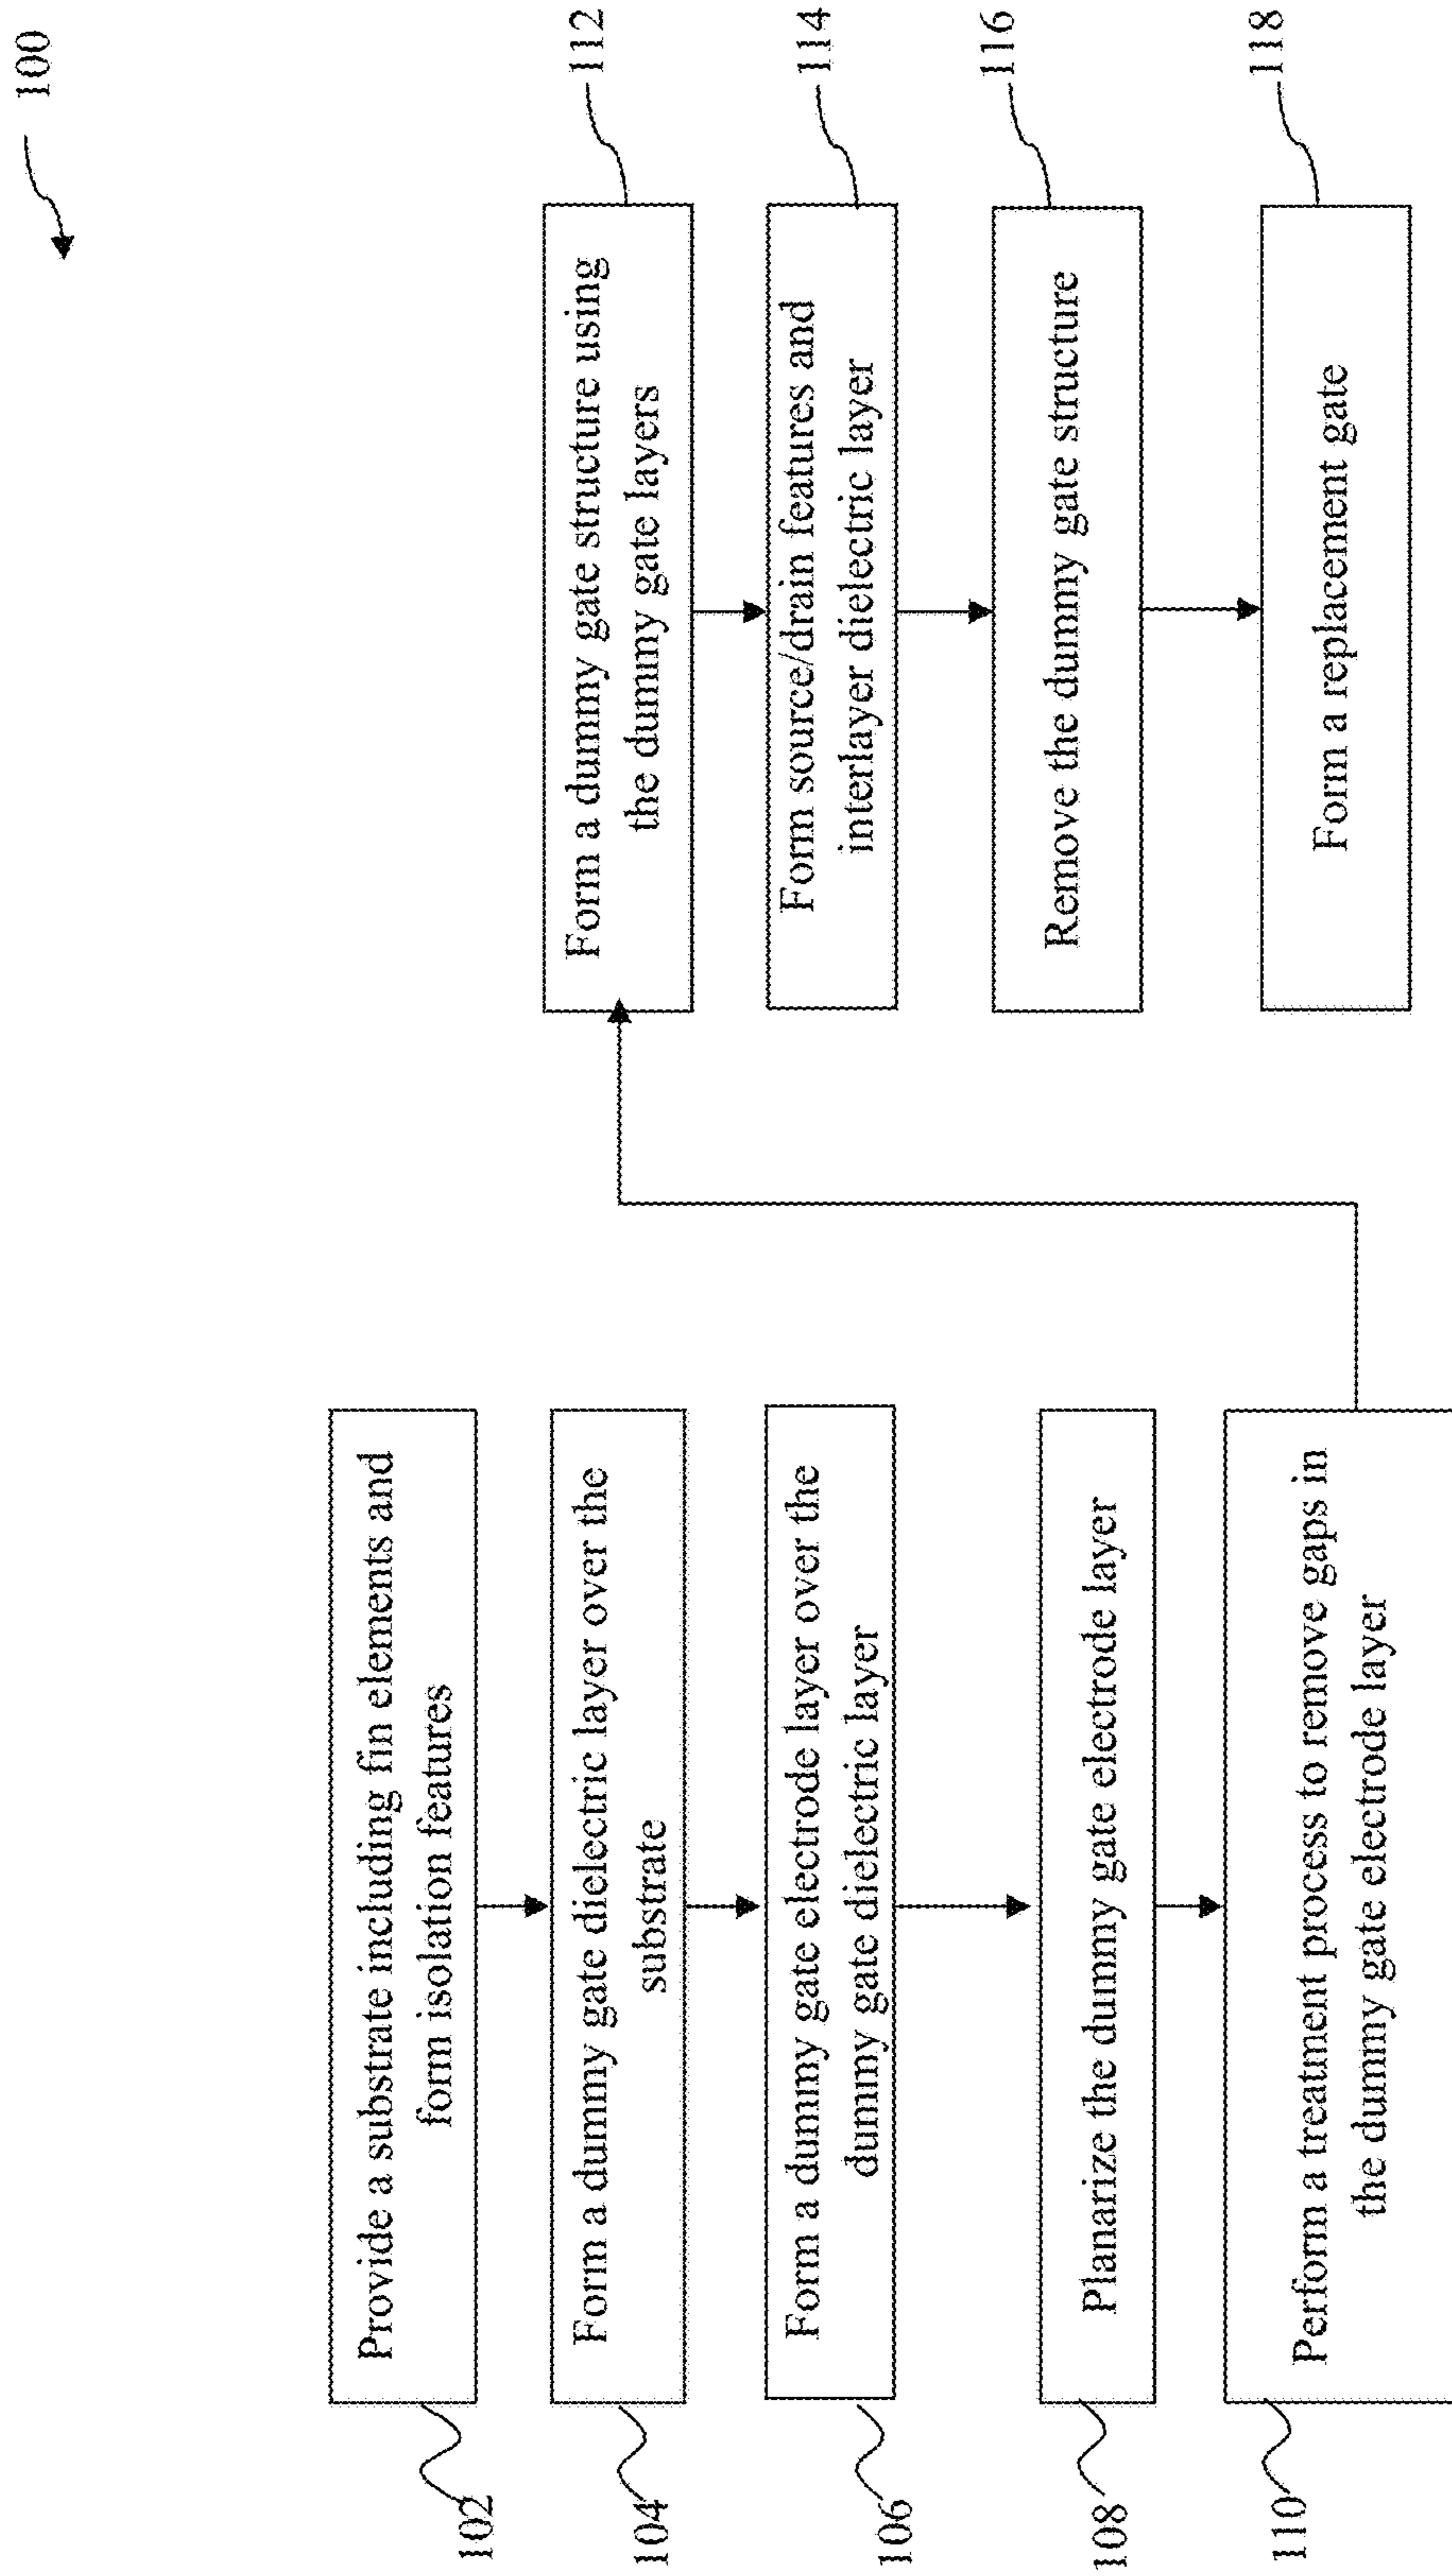 100
102
Provide a substrate including fin elements and
form isolation features
104
Form a dummy gate dielectric layer over the
substrate
106
Form a dummy gate electrode layer over the
dummy gate dielectric layer
108
Planarize the dummy gate electrode layer
110
Perform a treatment process to remove gaps in
the dummy gate electrode layer
112
Form a dummy gate structure using
the dummy gate layers
114
Form source/drain features and
interlayer dielectric layer
116
Remove the dummy gate structure
118
Form a replacement gate